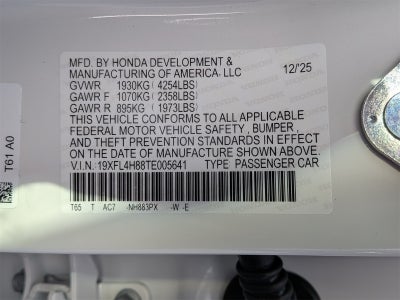 MFD. BY HONDA DEVELOPMENT &
MANUFACTURING OF AMERICA, LLC 12/'25
GVWR 1930KG (4254LBS)
GAWR F 1070KG (2358LBS)
GAWR R 895KG (1973LBS)
THIS VEHICLE CONFORMS TO ALL APPLICABLE
FEDERAL MOTOR VEHICLE SAFETY , BUMPER ,
AND THEFT PREVENTION STANDARDS IN EFFECT
ON THE DATE OF MANUFACTURE SHOWN ABOVE.
V.I.N. :19XFL4H88TE005641 TYPE PASSENGER CAR
T65 T AC7 -NH883PX -W -E
T61 A0